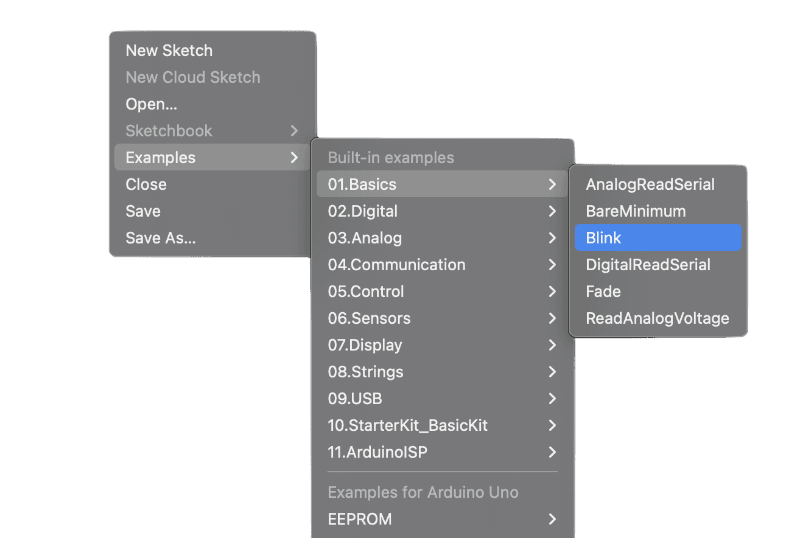 New Sketch
New Cloud Sketch
Open...
Sketchbook
Examples
Close
Save
Save As...
Built-in examples
01.Basics
02.Digital
03.Analog
04.Communication
05.Control
06.Sensors
07.Display
08.Strings
09.USB
10.StarterKit_BasicKit
11.ArduinoISP
Examples for Arduino Uno
EEPROM
AnalogReadSerial
BareMinimum
Blink
DigitalReadSerial
Fade
ReadAnalogVoltage